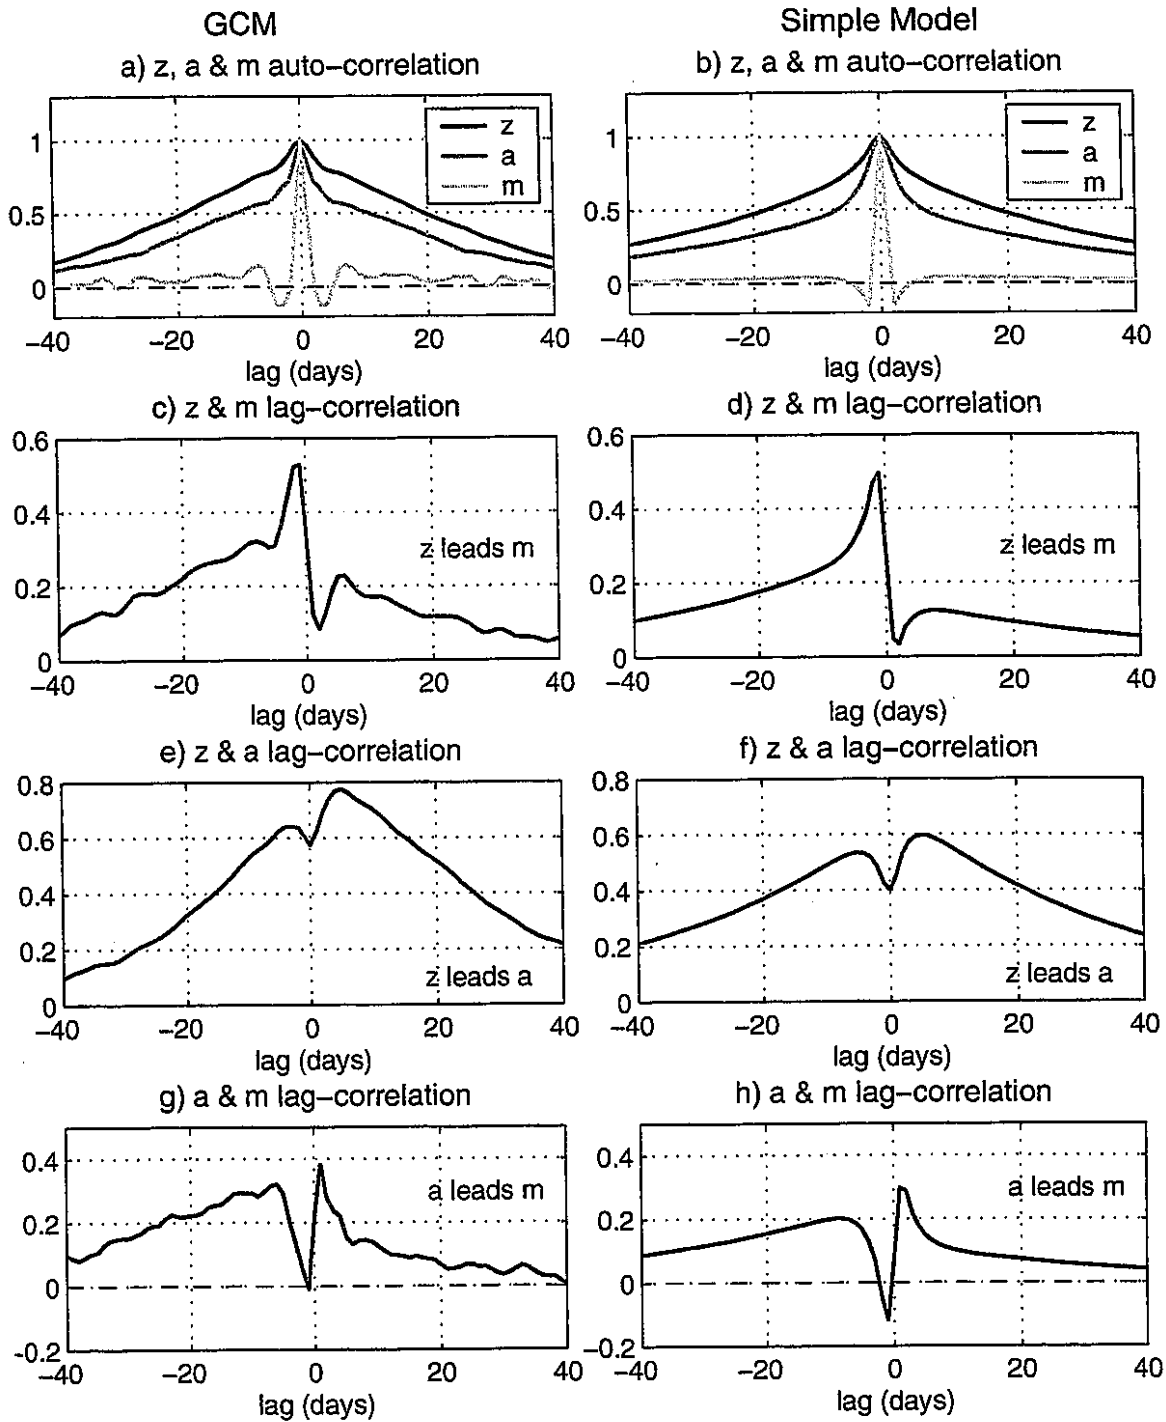 GCM
Simple Model
a) z, a & m auto-correlation
b) z, a & m auto-correlation
z
a
m
1
0.5
0
-40
-20
0
20
40
lag (days)
z
a
m
1
0.5
0
-40
-20
0
20
40
lag (days)
c) z & m lag-correlation
d) z & m lag-correlation
0.6
0.4
0.2
0
z leads m
-40
-20
0
20
40
lag (days)
0.6
0.4
0.2
0
z leads m
-40
-20
0
20
40
lag (days)
e) z & a lag-correlation
f) z & a lag-correlation
0.8
0.6
0.4
0.2
0
z leads a
-40
-20
0
20
40
lag (days)
0.8
0.6
0.4
0.2
0
z leads a
-40
-20
0
20
40
lag (days)
g) a & m lag-correlation
h) a & m lag-correlation
0.4
0.2
0
-0.2
a leads m
-40
-20
0
20
40
lag (days)
0.4
0.2
0
-0.2
a leads m
-40
-20
0
20
40
lag (days)